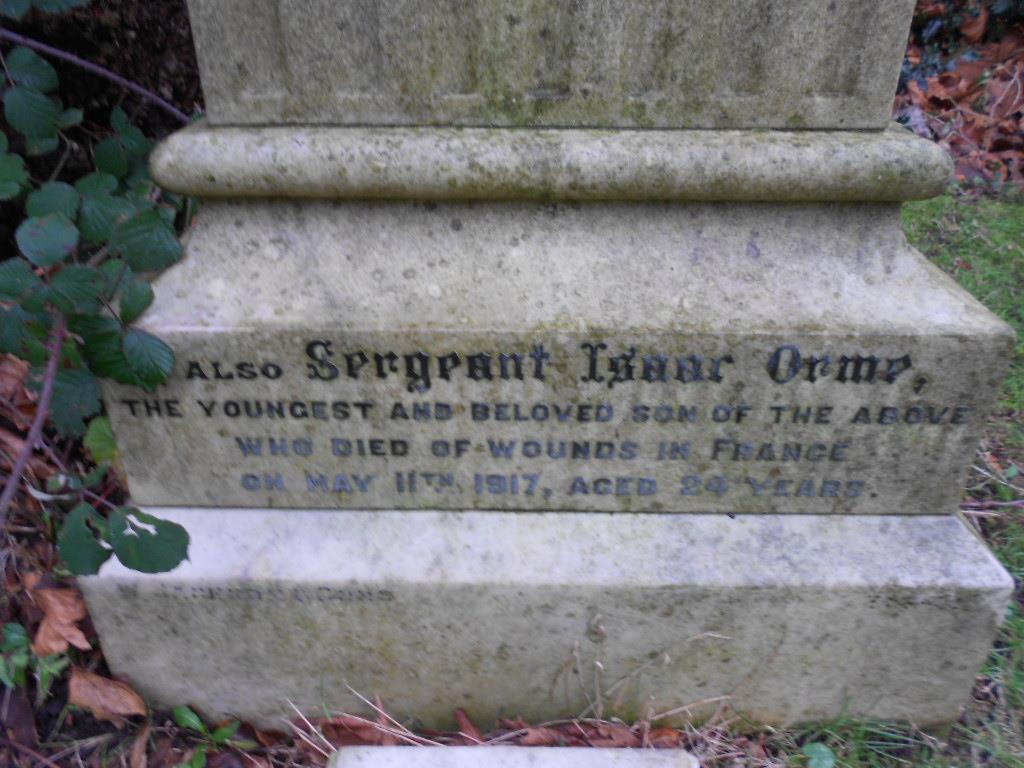 ALSO Sergeant Isaac Orme,
THE YOUNGEST AND BELOVED SON OF THE ABOVE
WHO DIED OF WOUNDS IN FRANCE
ON MAY 11TH 1917, AGED 24 YEARS.
& SONS